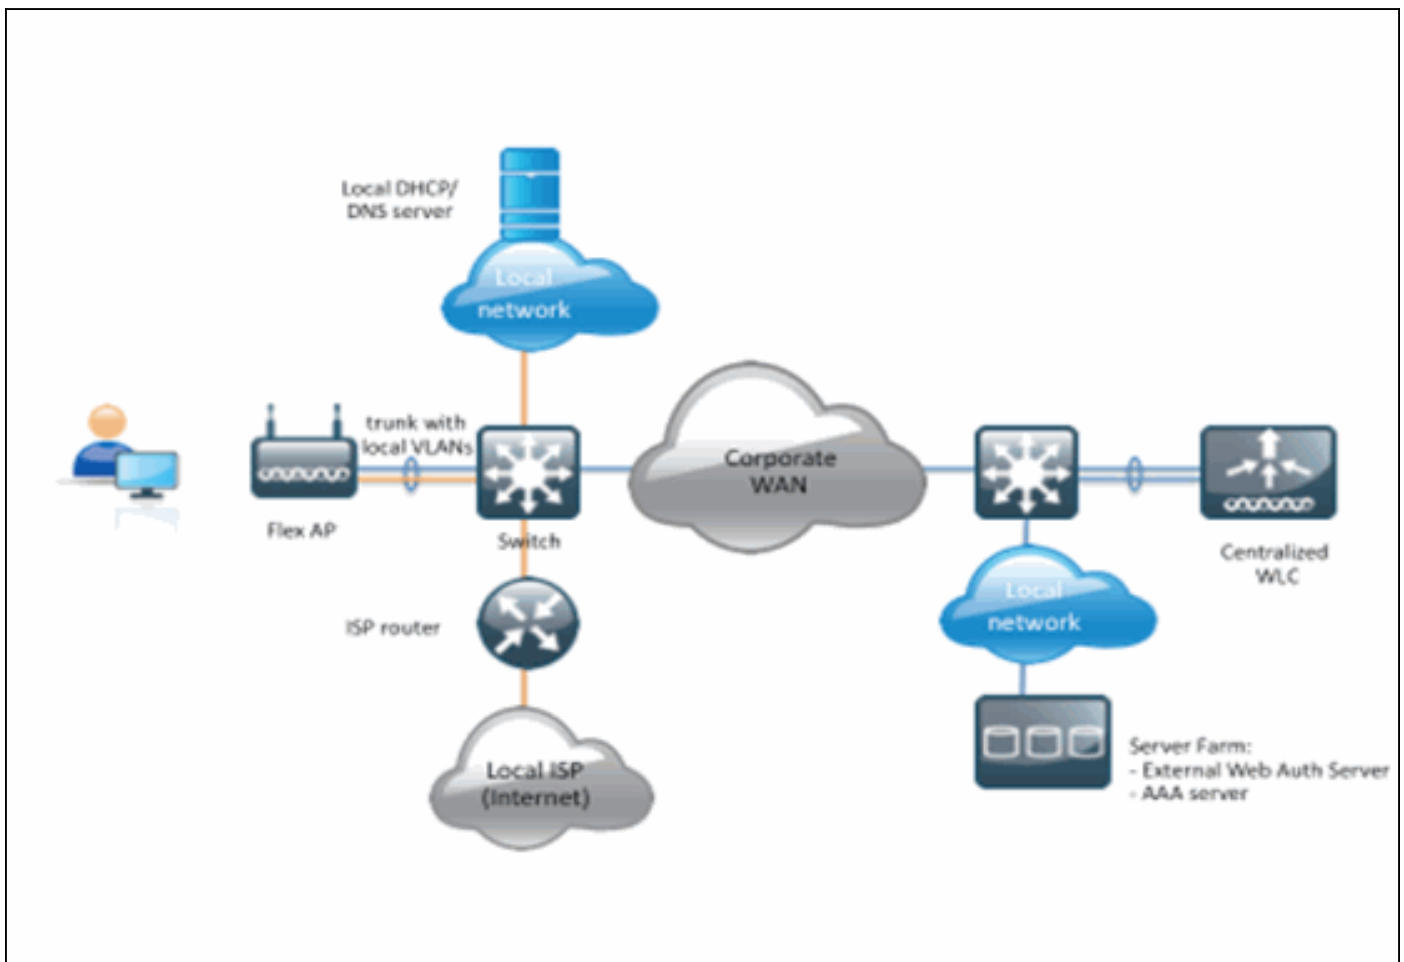 Local DHCP/
DNS server
Local
network
trunk with
local VLANs
Corporate
WAN
Flex AP
Switch
Centralized
WLC
Local
network
ISP router
Server Farm:
- External Web Auth Server
- AAA server
Local ISP
(Internet)